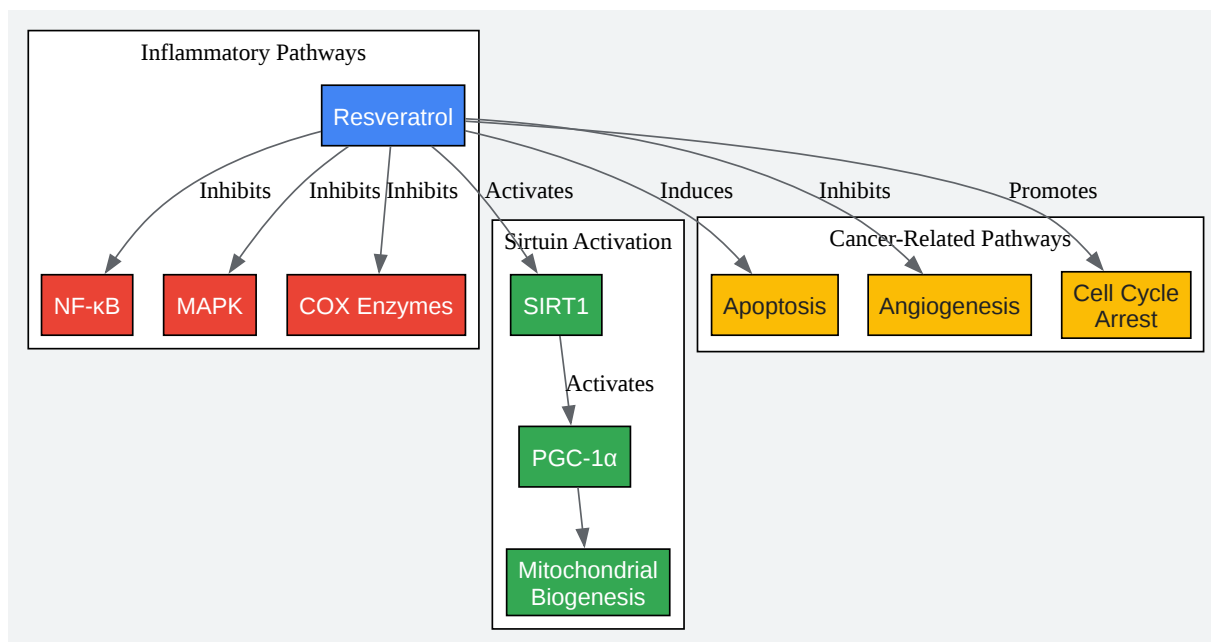 Inflammatory Pathways
Resveratrol
Inhibits
Inhibits
Inhibits
Activates
Induces
Inhibits
Promotes
Sirtuin Activation
Cancer-Related Pathways
NF-κB
MAPK
COX Enzymes
SIRT1
Apoptosis
Angiogenesis
Cell Cycle
Arrest
Activates
PGC-1α
Mitochondrial
Biogenesis